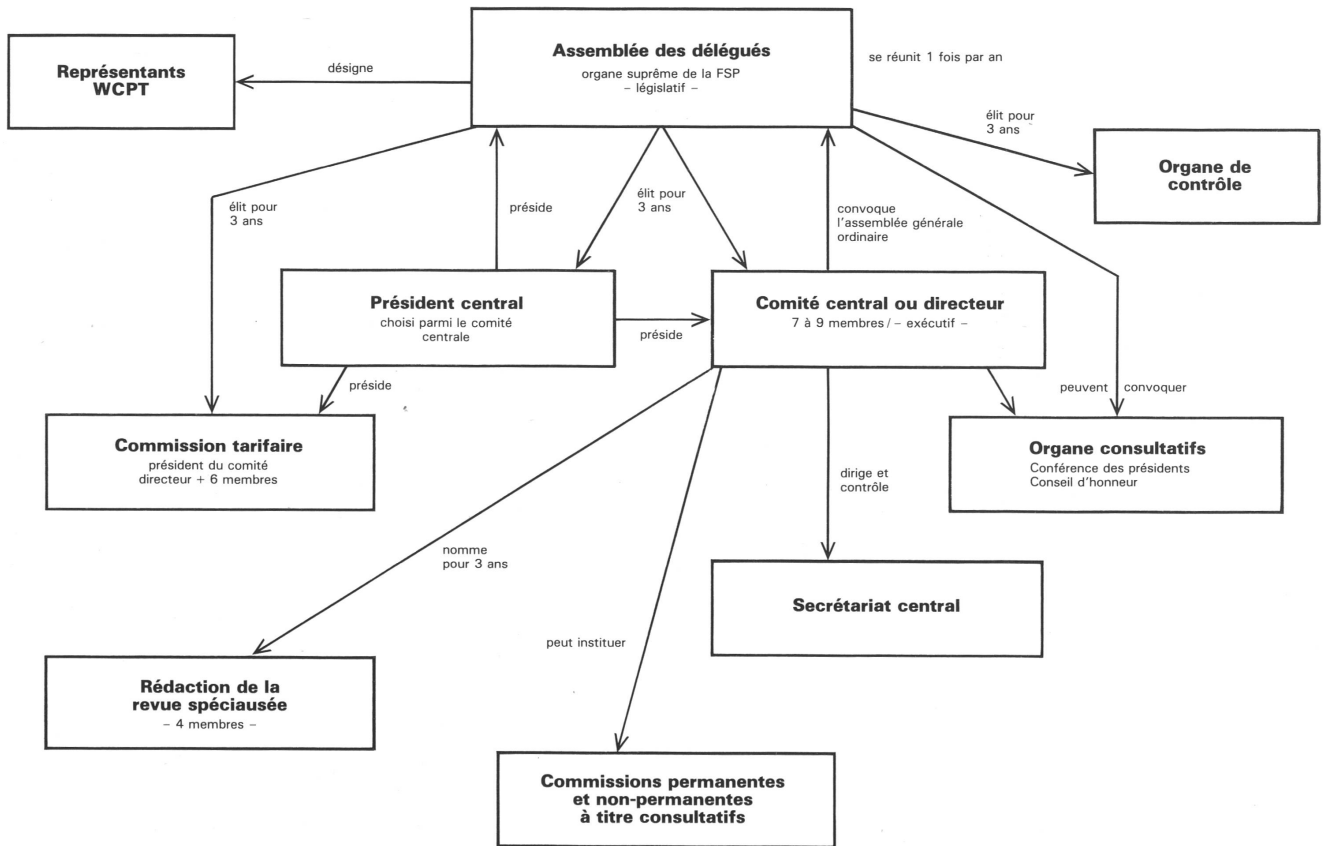 Assemblée des délégués
organe suprême de la FSP
– législatif –
se réunit 1 fois par an
Représentants
WCPT
désigne
élit pour
3 ans
Organe de
contrôle
élit pour
3 ans
préside
élit pour
3 ans
convoque
l'assemblée générale
ordinaire
Président central
choisi parmi le comité
centrale
préside
Comité central ou directeur
7 à 9 membres / – exécutif –
préside
peuvent convoquer
Commission tarifaire
président du comité
directeur + 6 membres
Organe consultatifs
Conférence des présidents
Conseil d'honneur
dirige et
contrôle
nomme
pour 3 ans
Secrétariat central
peut instituer
Rédaction de la
revue spéciausée
– 4 membres –
Commissions permanentes
et non-permanentes
à titre consultatifs